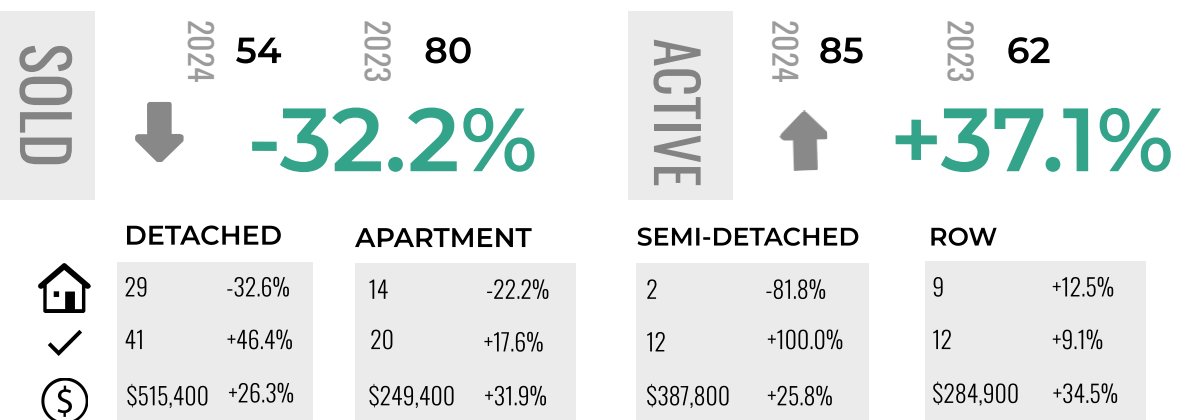 SOLD
2024 54 2023 80
-32.2%
ACTIVE
2024 85 2023 62
+37.1%
DETACHED APARTMENT SEMI-DETACHED ROW
29 -32.6% 14 -22.2% 2 -81.8% 9 +12.5%
41 +46.4% 20 +17.6% 12 +100.0% 12 +9.1%
$515,400 +26.3% $249,400 +31.9% $387,800 +25.8% $284,900 +34.5%